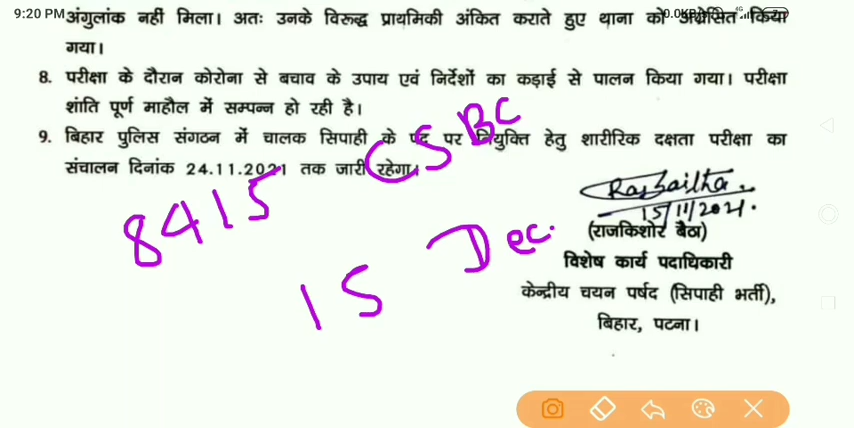 9:20 PM
अंगुलांक नहीं मिला। अतः उनके विरूद्ध प्राथमिकी अंकित कराते हुए थाना को किया
गया।
8. परीक्षा के दौरान कोरोना से बचाव के उपाय एवं निर्देशों का कड़ाई से पालन किया गया। परीक्षा
शांति पूर्ण माहौल में सम्पन्न हो रही है।
CSBC
9. बिहार पुलिस संगठन में चालक सिपाही के पद पर नियुक्ति हेतु शारीरिक दक्षता परीक्षा का
संचालन दिनांक 24.11.2021 तक जारी रहेगा।
8415
15/11/2021.
15 Dec.
(राजकिशोर बैठा)
विशेष कार्य पदाधिकारी
केन्द्रीय चयन पर्षद (सिपाही भर्ती),
बिहार, पटना।